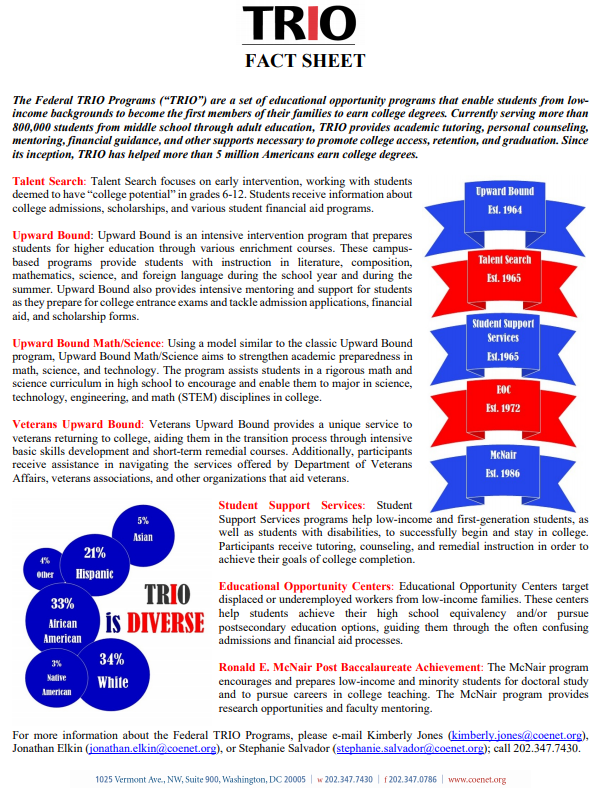 TRIO
FACT SHEET
The Federal TRIO Programs (“TRIO”) are a set of educational opportunity programs that enable students from low-
income backgrounds to become the first members of their families to earn college degrees. Currently serving more than
800,000 students from middle school through adult education, TRIO provides academic tutoring, personal counseling,
mentoring, financial guidance, and other supports necessary to promote college access, retention, and graduation. Since
its inception, TRIO has helped more than 5 million Americans earn college degrees.
Talent Search: Talent Search focuses on early intervention, working with students
deemed to have “college potential” in grades 6-12. Students receive information about
college admissions, scholarships, and various student financial aid programs.
Upward Bound: Upward Bound is an intensive intervention program that prepares
students for higher education through various enrichment courses. These campus-
based programs provide students with instruction in literature, composition,
mathematics, science, and foreign language during the school year and during the
summer. Upward Bound also provides intensive mentoring and support for students
as they prepare for college entrance exams and tackle admission applications, financial
aid, and scholarship forms.
Upward Bound Math/Science: Using a model similar to the classic Upward Bound
program, Upward Bound Math/Science aims to strengthen academic preparedness in
math, science, and technology. The program assists students in a rigorous math and
science curriculum in high school to encourage and enable them to major in science,
technology, engineering, and math (STEM) disciplines in college.
Veterans Upward Bound: Veterans Upward Bound provides a unique service to
veterans returning to college, aiding them in the transition process through intensive
basic skills development and short-term remedial courses. Additionally, participants
receive assistance in navigating the services offered by Department of Veterans
Affairs, veterans associations, and other organizations that aid veterans.
Upward Bound
Est. 1964
Talent Search
Est. 1965
Student Support
Services
Est.1965
EOC
Est. 1972
McNair
Est. 1986
5%
Asian
4%
Other
21%
Hispanic
33%
African
American
3%
Native
American
34%
White
TRIO
is DIVERSE
Student Support Services: Student
Support Services programs help low-income and first-generation students, as
well as students with disabilities, to successfully begin and stay in college.
Participants receive tutoring, counseling, and remedial instruction in order to
achieve their goals of college completion.
Educational Opportunity Centers: Educational Opportunity Centers target
displaced or underemployed workers from low-income families. These centers
help students achieve their high school equivalency and/or pursue
postsecondary education options, guiding them through the often confusing
admissions and financial aid processes.
Ronald E. McNair Post Baccalaureate Achievement: The McNair program
encourages and prepares low-income and minority students for doctoral study
and to pursue careers in college teaching. The McNair program provides
research opportunities and faculty mentoring.
For more information about the Federal TRIO Programs, please e-mail Kimberly Jones (kimberly.jones@coenet.org),
Jonathan Elkin (jonathan.elkin@coenet.org), or Stephanie Salvador (stephanie.salvador@coenet.org); call 202.347.7430.
1025 Vermont Ave., NW, Suite 900, Washington, DC 20005 | w 202.347.7430 | f 202.347.0786 | www.coenet.org